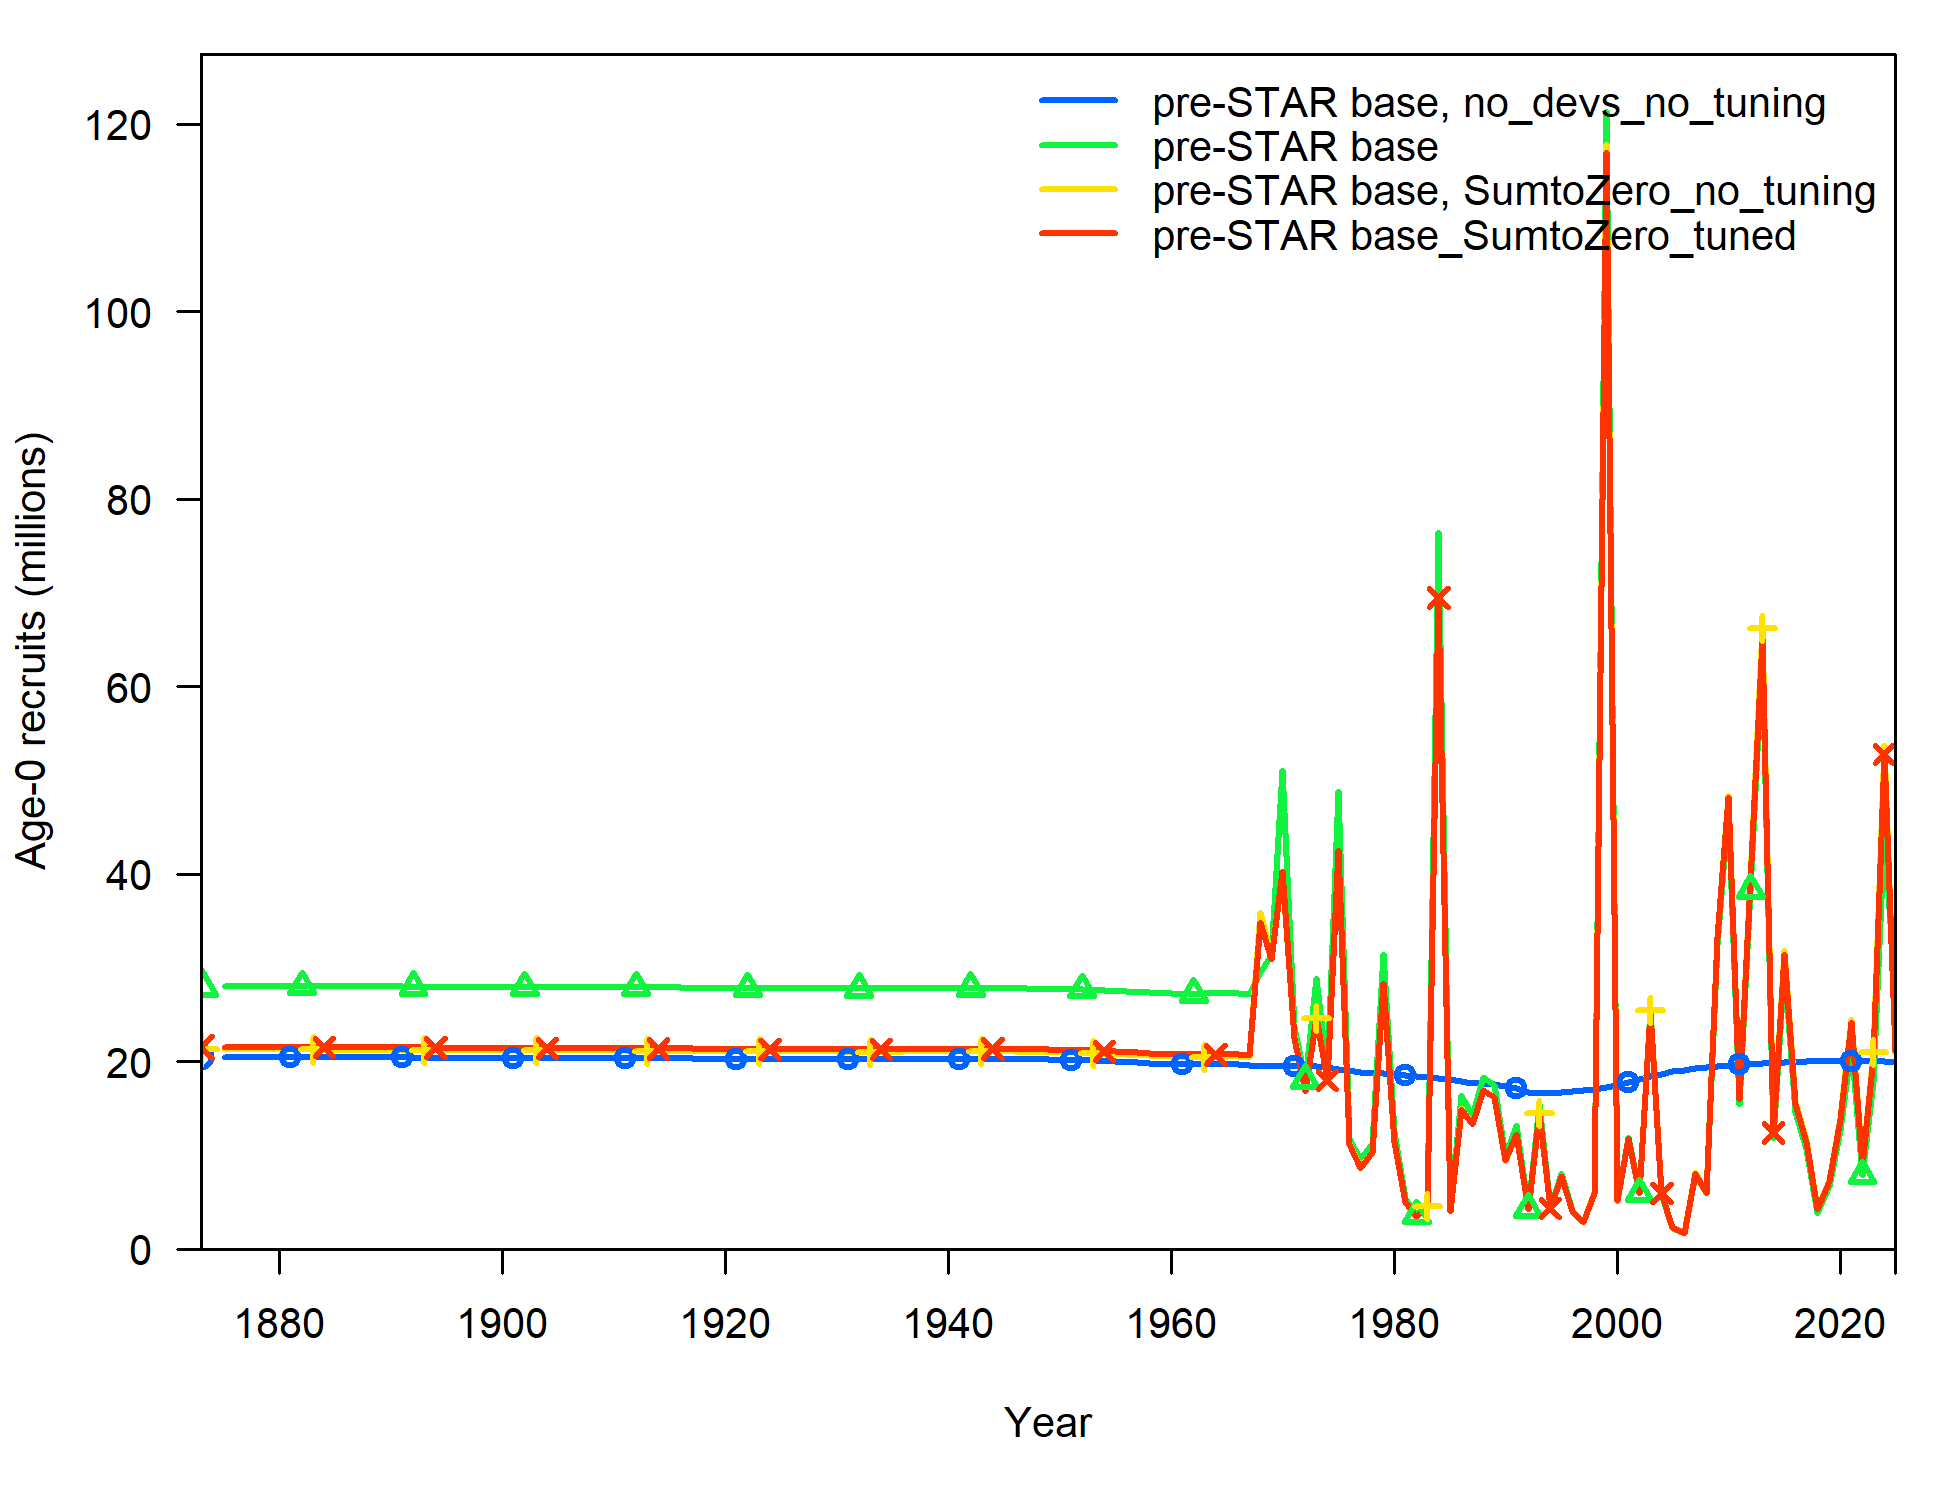 pre-STAR base, no_devs_no_tuning
pre-STAR base
pre-STAR base, SumtoZero_no_tuning
pre-STAR base_SumtoZero_tuned
120
100
80
60
40
20
0
Age-0 recruits (millions)
1880 1900 1920 1940 1960 1980 2000 2020
Year